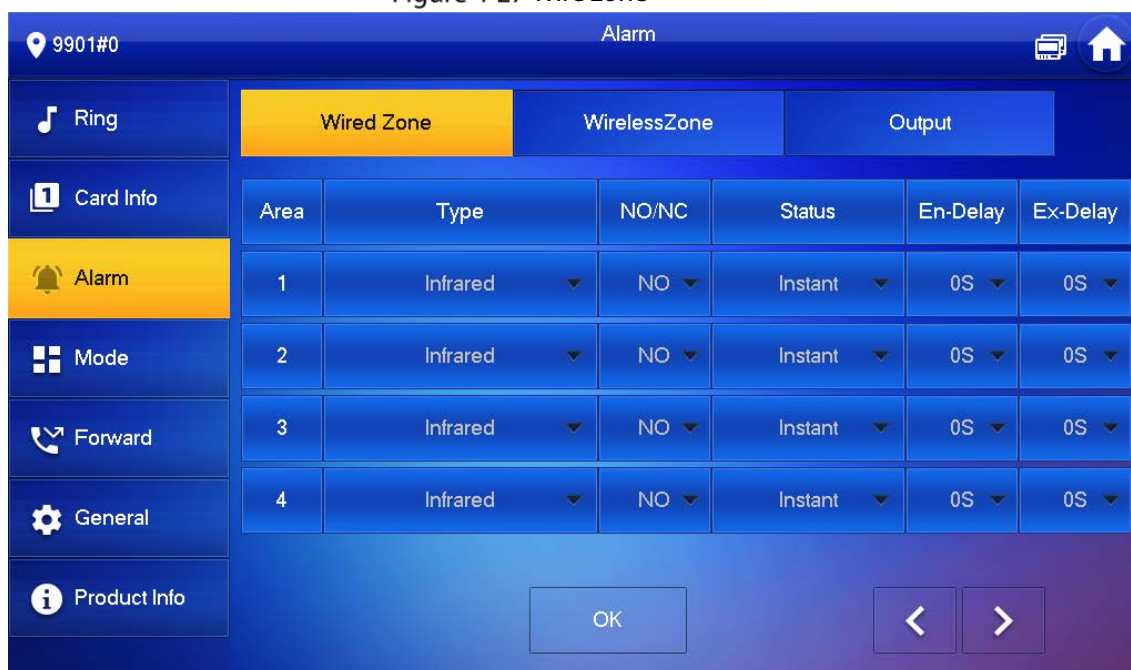 Alarm
9901#0
Ring
Card Info
1
Alarm
Mode
Forward
General
Product Info
Wired Zone WirelessZone Output
Area Type NO/NC Status En-Delay Ex-Delay
1 Infrared NO Instant 0S 0S
2 Infrared NO Instant 0S 0S
3 Infrared NO Instant 0S 0S
4 Infrared NO Instant 0S 0S
OK